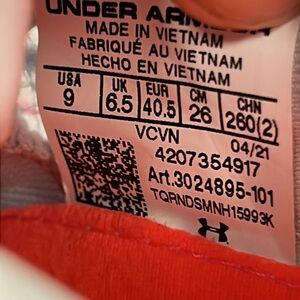 UNDER ARMOUR
MADE IN VIETNAM
FABRIQUÉ AU VIETNAM
HECHO EN VIETNAM
USA UK EUR CM CHN
9 6.5 40.5 26 260(2)
VCVN 04/21
4207354917
Art.3024895-101
TQRNDSMNH15993K